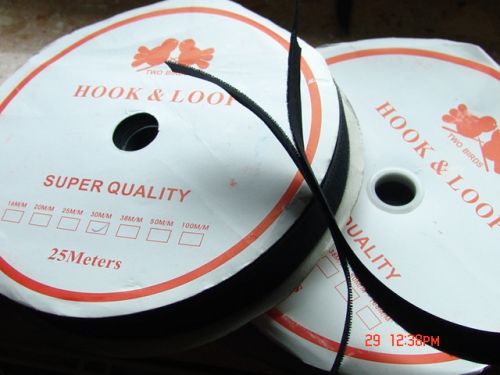 TWO BIRDS
HOOK & LOOP
SUPER QUALITY
16M/M 20M/M 25M/M 30M/M 38M/M 50M/M 100M/M
25Meters
TWO BIRDS
HOOK & LOOP
QUALITY
29 12:36PM